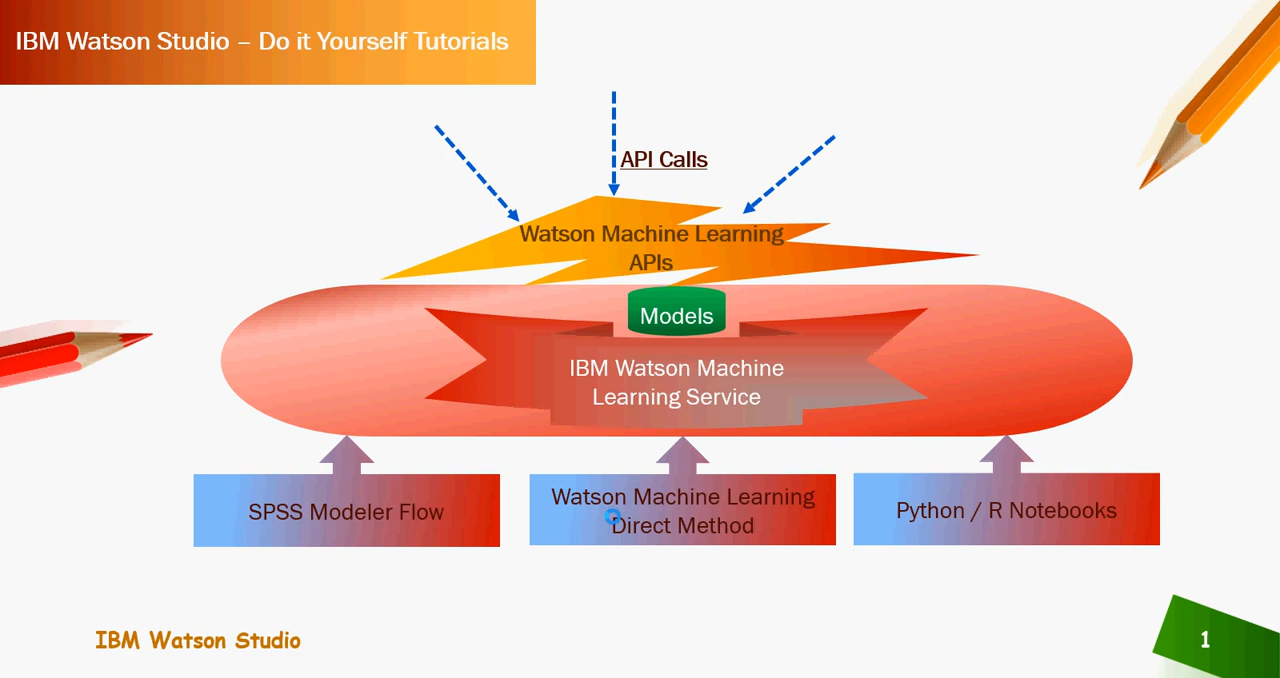 IBM Watson Studio – Do it Yourself Tutorials
API Calls
Watson Machine Learning
APIs
Models
IBM Watson Machine
Learning Service
SPSS Modeler Flow
Watson Machine Learning
Direct Method
Python / R Notebooks
IBM Watson Studio
1